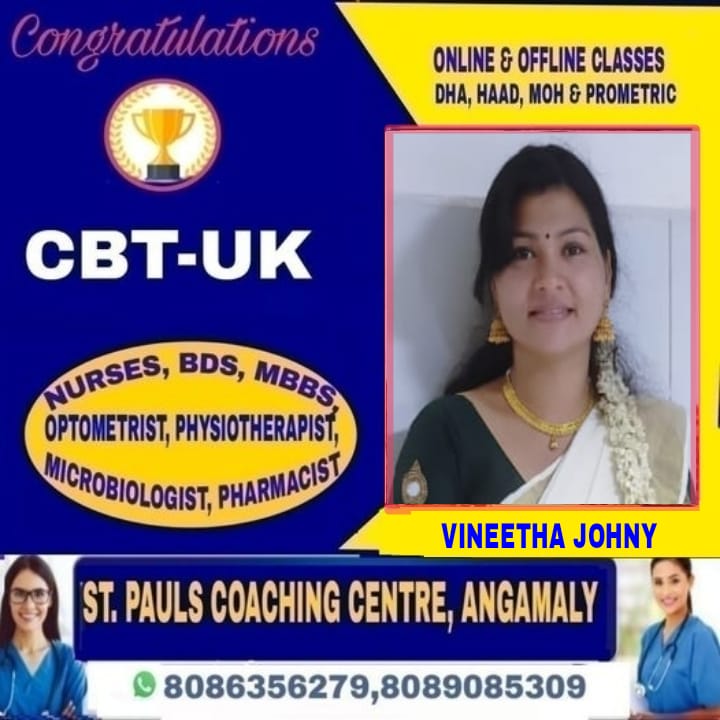 Congratulations
ONLINE & OFFLINE CLASSES
DHA, HAAD, MOH & PROMETRIC
CBT-UK
NURSES, BDS, MBBS,
OPTOMETRIST, PHYSIOTHERAPIST,
MICROBIOLOGIST, PHARMACIST
VINEETHA JOHNY
ST. PAULS COACHING CENTRE, ANGAMALY
8086356279,8089085309